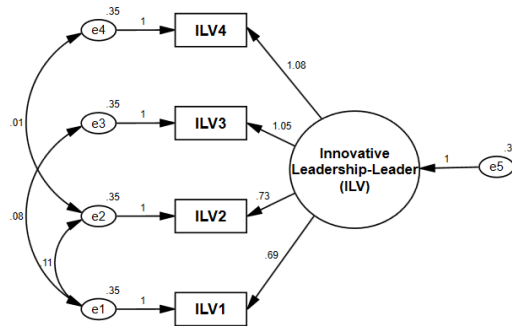 .35
e4
1
ILV4
1.08
.35
e3
1
ILV3
1.05
.01
Innovative
Leadership-Leader
(ILV)
1
e5
.3
.35
e2
1
ILV2
.73
.08
11
.69
.35
e1
1
ILV1